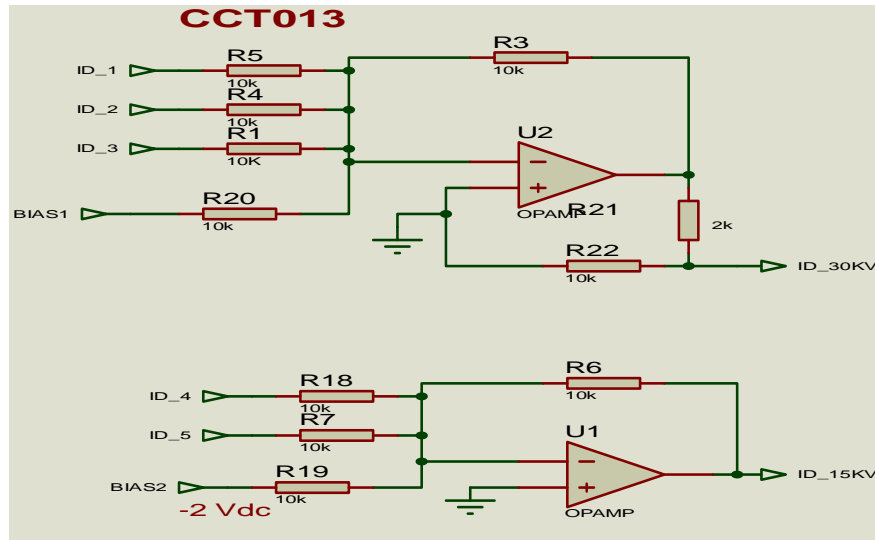 CCT013
R5
10k
ID_1
R4
10k
ID_2
R1
10K
ID_3
R20
10k
BIAS1
R3
10k
U2
OPAMP
R21
2k
R22
10k
ID_30KV
R18
10k
ID_4
R7
10k
ID_5
R19
10k
BIAS2
-2 Vdc
R6
10k
U1
OPAMP
ID_15KV